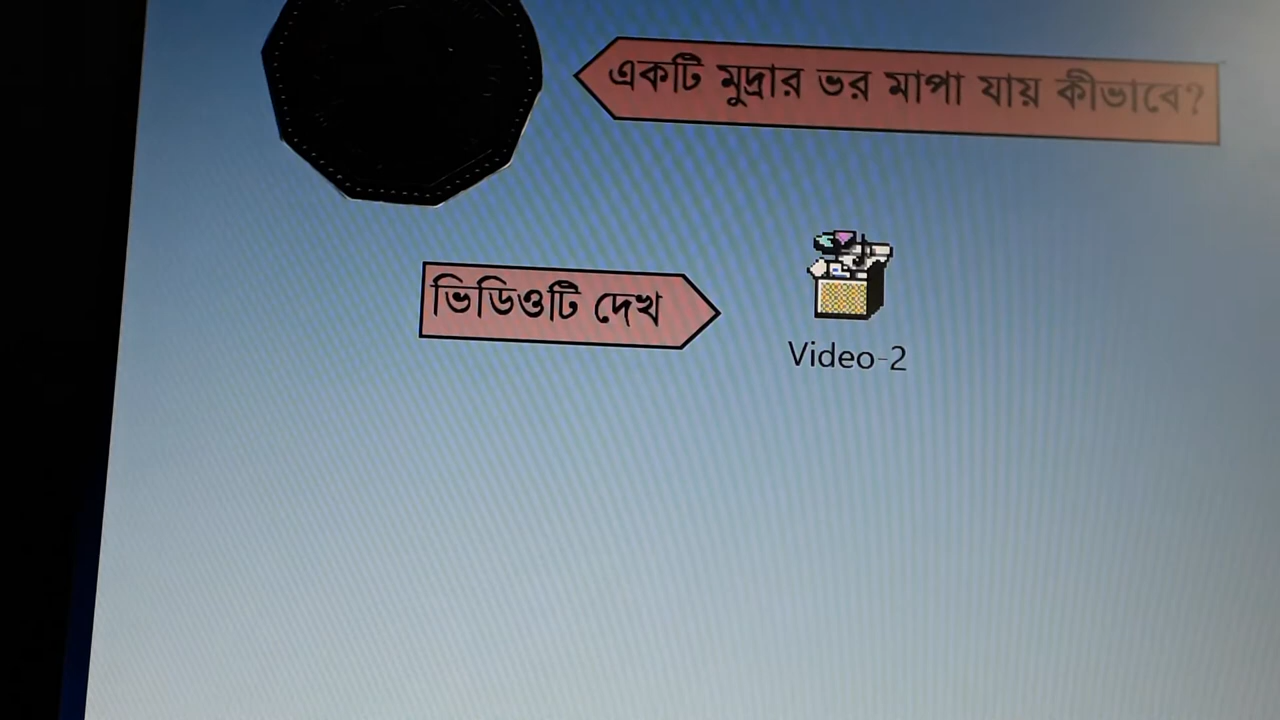 একটি মুদ্রার ভর মাপা যায় কীভাবে?
ভিডিওটি দেখ
Video-2